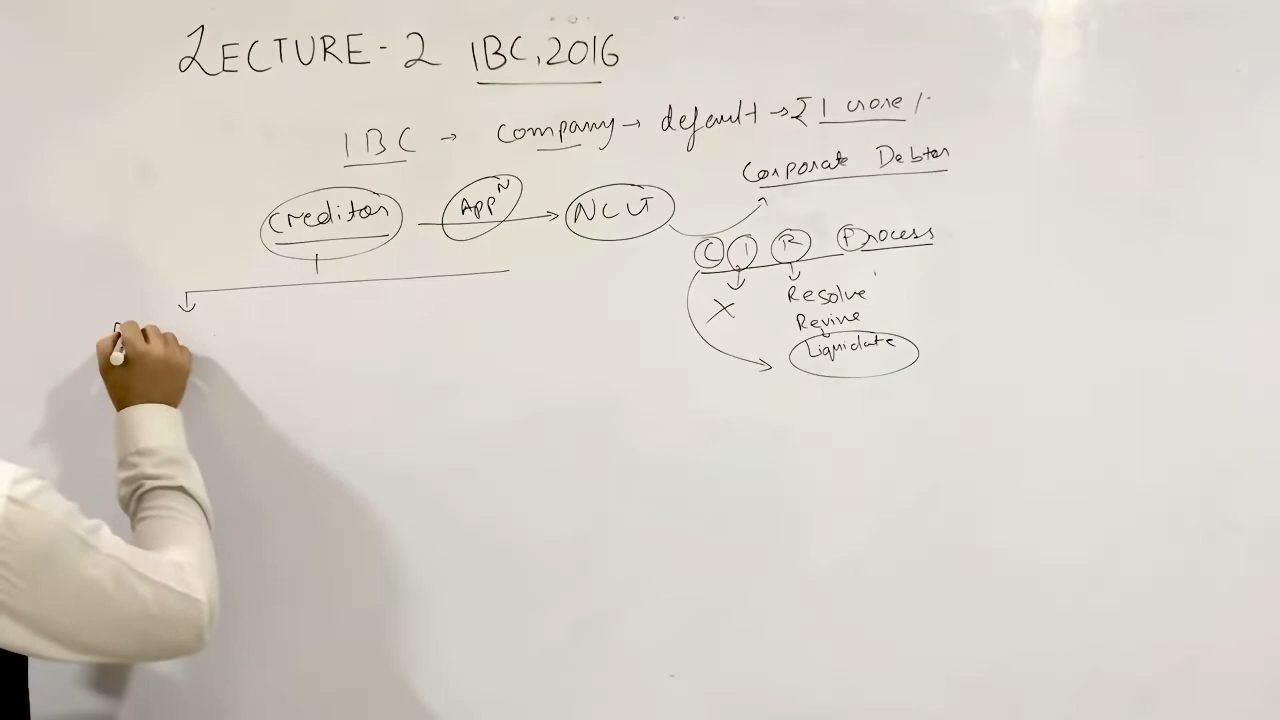 LECTURE - 2 IBC, 2016
IBC → company → default → ₹ 1 crore /-
Corporate Debtor
Creditor
APPN
NCLT
C I R Process
X
Resolve
Revive
Liquidate